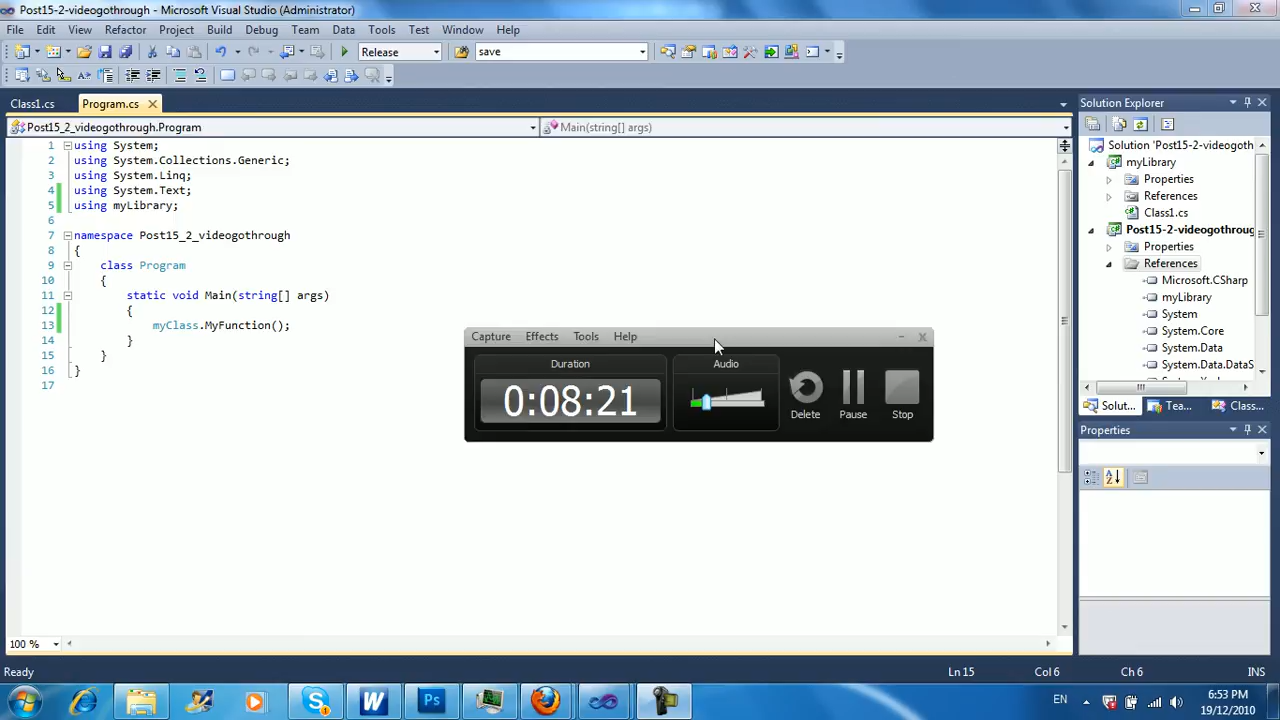 Post15-2-videogothrough - Microsoft Visual Studio (Administrator)
File Edit View Refactor Project Build Debug Team Data Tools Test Window Help
Release save
Class1.cs Program.cs
Post15_2_videogothrough.Program Main(string[] args)
1 using System;
2 using System.Collections.Generic;
3 using System.Linq;
4 using System.Text;
5 using myLibrary;
6
7 namespace Post15_2_videogothrough
8 {
9 class Program
10 {
11 static void Main(string[] args)
12 {
13 myClass.MyFunction();
14 }
15 }
16 }
17
100 %
Capture Effects Tools Help
Duration Audio
0:08:21
Delete Pause Stop
Solution Explorer
Solution 'Post15-2-videogoth
myLibrary
Properties
References
Class1.cs
Post15-2-videogothroug
Properties
References
Microsoft.CSharp
myLibrary
System
System.Core
System.Data
System.Data.DataS
Solut... Tea... Class...
Properties
Ready Ln 15 Col 6 Ch 6 INS
EN 6:53 PM
19/12/2010